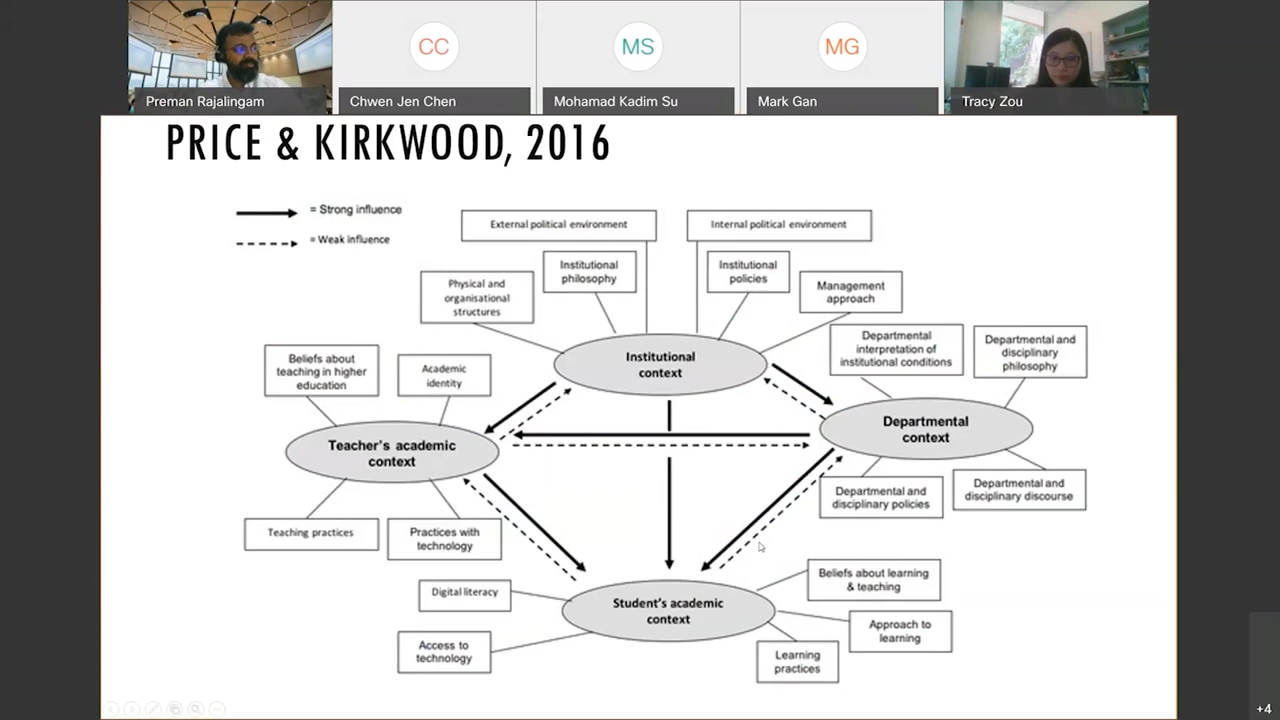 CC
MS
MG
Preman Rajalingam
Chwen Jen Chen
Mohamad Kadim Su
Mark Gan
Tracy Zou
PRICE & KIRKWOOD, 2016
= Strong influence
= Weak influence
External political environment
Internal political environment
Institutional
philosophy
Institutional
policies
Physical and
organisational
structures
Management
approach
Departmental
interpretation of
institutional conditions
Departmental and
disciplinary
philosophy
Beliefs about
teaching in higher
education
Academic
identity
Institutional
context
Departmental
context
Teacher's academic
context
Departmental and
disciplinary policies
Departmental and
disciplinary discourse
Teaching practices
Practices with
technology
Digital literacy
Access to
technology
Student's academic
context
Beliefs about learning
& teaching
Approach to
learning
Learning
practices
+4